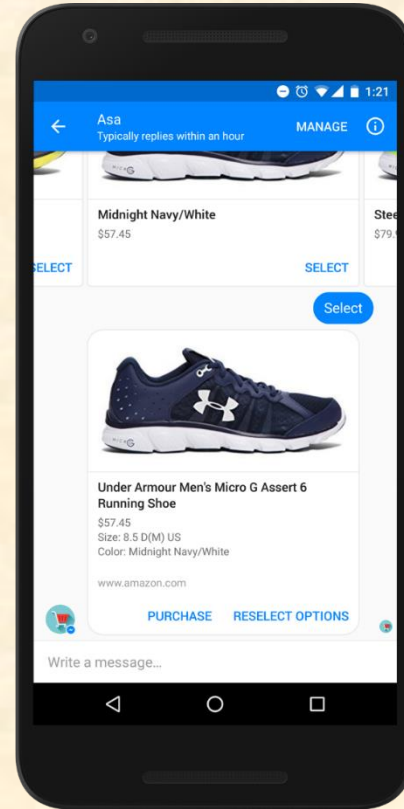 1:21
Asa
Typically replies within an hour
MANAGE
Midnight Navy/White
$57.45
SELECT
SELECT
Stee
$79.
Select
Under Armour Men's Micro G Assert 6
Running Shoe
$57.45
Size: 8.5 D(M) US
Color: Midnight Navy/White
www.amazon.com
PURCHASE RESELECT OPTIONS
Write a message...